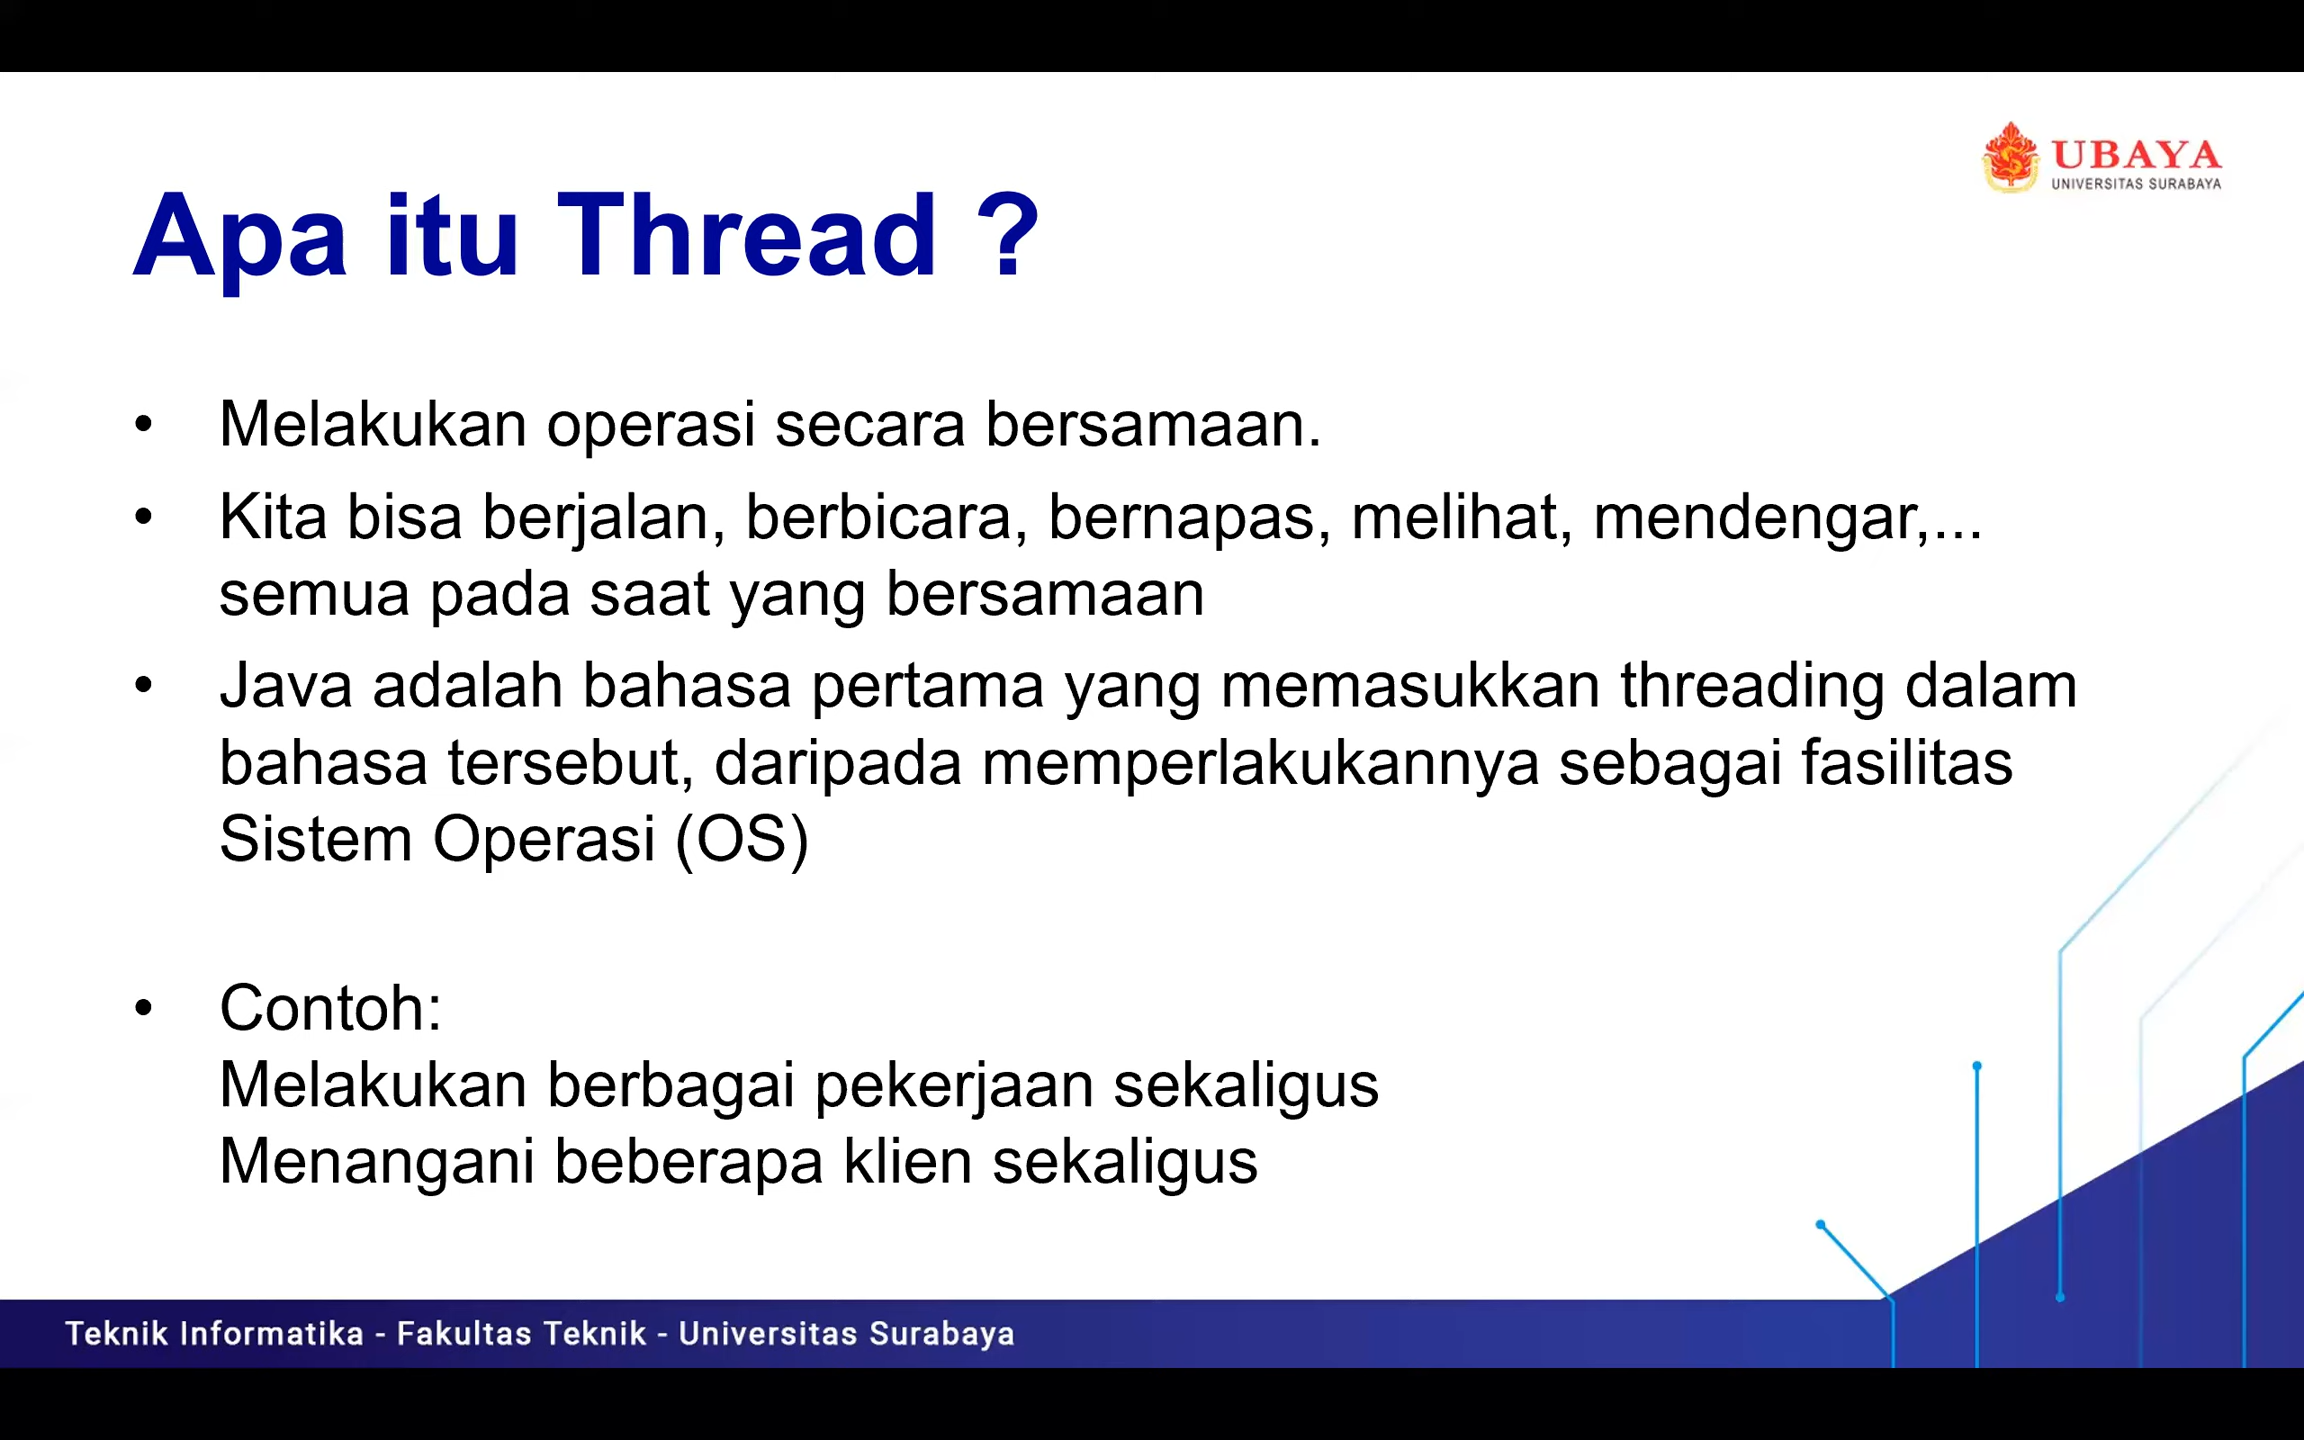 UBAYA
UNIVERSITAS SURABAYA
Apa itu Thread ?
• Melakukan operasi secara bersamaan.
• Kita bisa berjalan, berbicara, bernapas, melihat, mendengar,...
semua pada saat yang bersamaan
• Java adalah bahasa pertama yang memasukkan threading dalam
bahasa tersebut, daripada memperlakukannya sebagai fasilitas
Sistem Operasi (OS)
• Contoh:
Melakukan berbagai pekerjaan sekaligus
Menangani beberapa klien sekaligus
Teknik Informatika - Fakultas Teknik - Universitas Surabaya